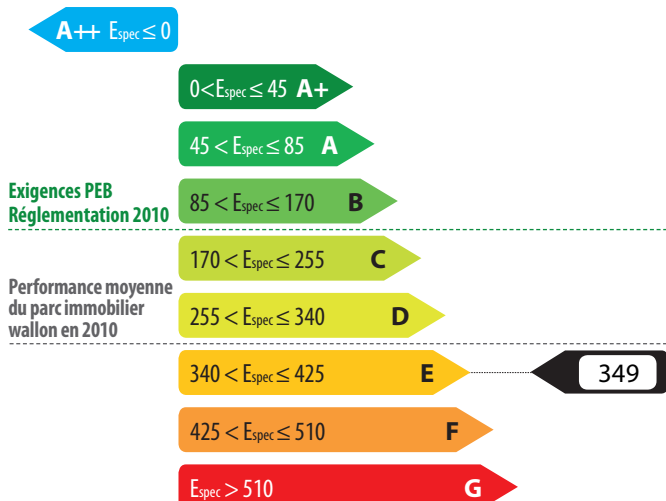 A++ Espec ≤ 0
0<Espec ≤ 45 A+
45 < Espec ≤ 85 A
Exigences PEB
Réglementation 2010
85 < Espec ≤ 170 B
170 < Espec ≤ 255 C
Performance moyenne
du parc immobilier
wallon en 2010
255 < Espec ≤ 340 D
340 < Espec ≤ 425 E 349
425 < Espec ≤ 510 F
Espec > 510 G